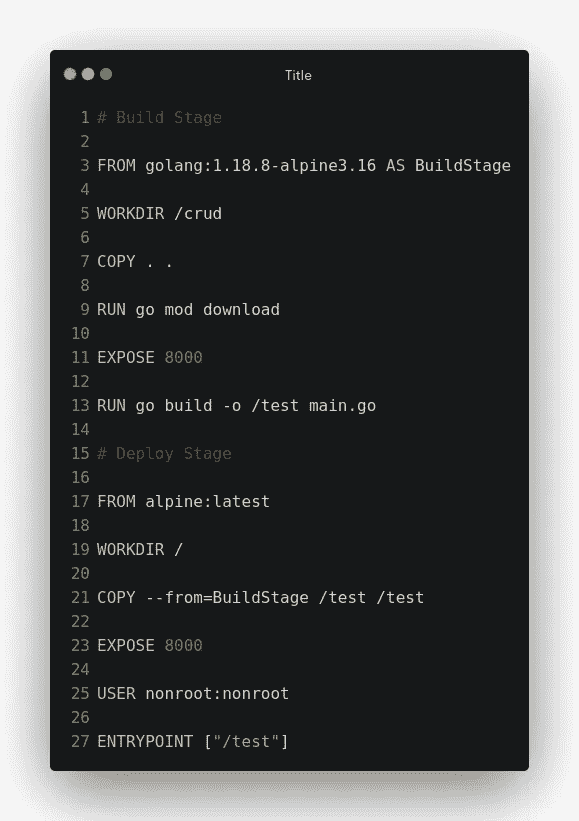 Title
1 # Build Stage
2
3 FROM golang:1.18.8-alpine3.16 AS BuildStage
4
5 WORKDIR /crud
6
7 COPY . .
8
9 RUN go mod download
10
11 EXPOSE 8000
12
13 RUN go build -o /test main.go
14
15 # Deploy Stage
16
17 FROM alpine:latest
18
19 WORKDIR /
20
21 COPY --from=BuildStage /test /test
22
23 EXPOSE 8000
24
25 USER nonroot:nonroot
26
27 ENTRYPOINT ["/test"]